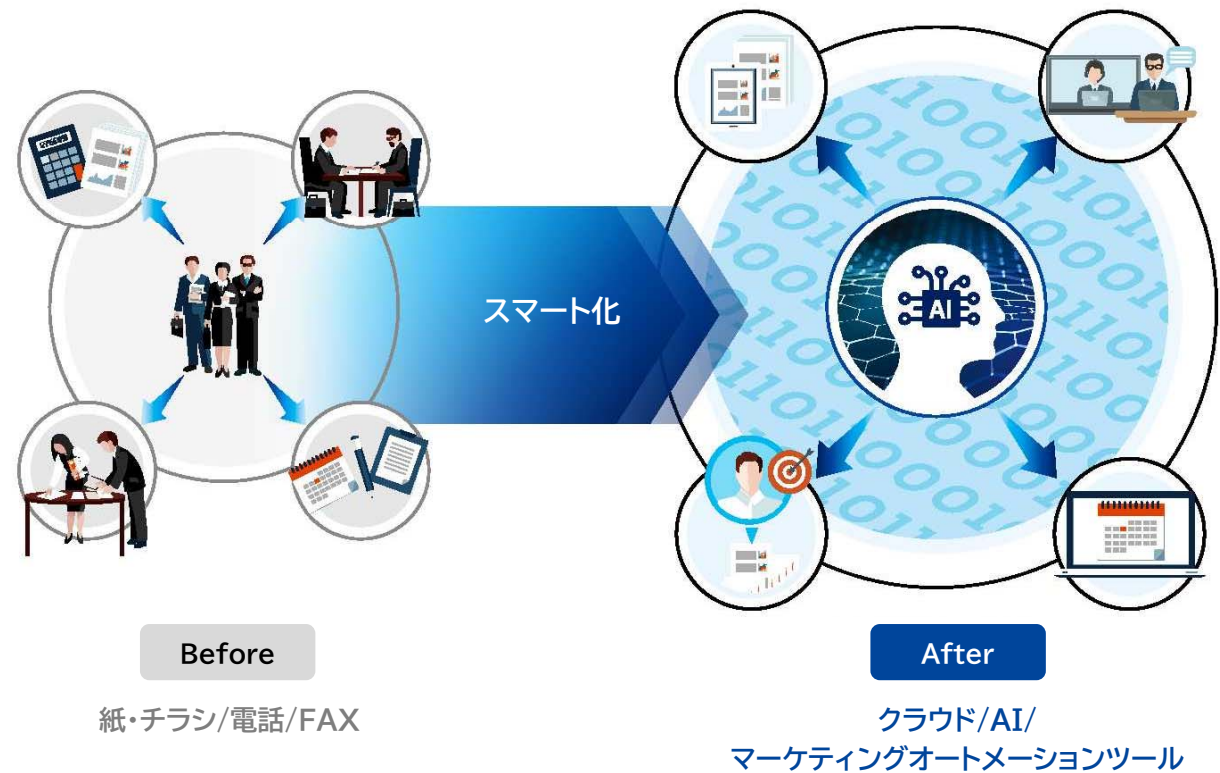 スマート化
AI
Before
After
紙・チラシ/電話/FAX
クラウド/AI/
マーケティングオートメーションツール